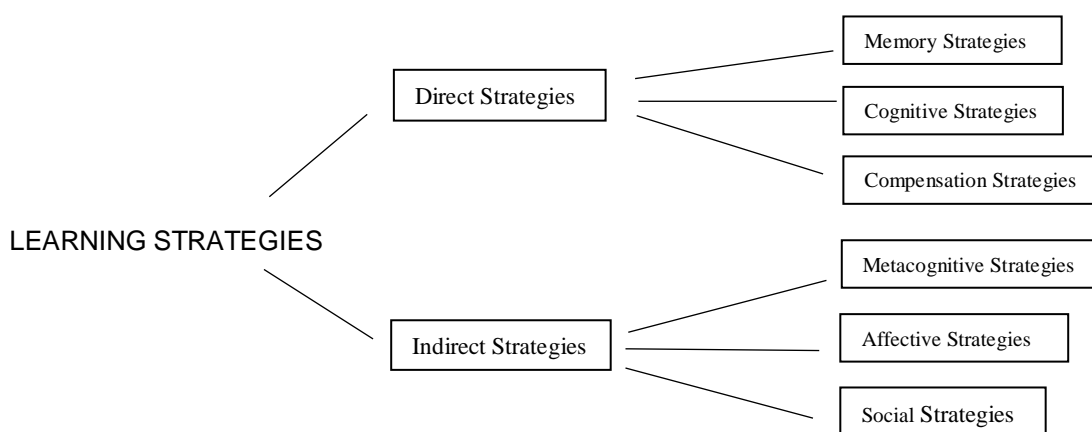 Memory Strategies
Direct Strategies
Cognitive Strategies
Compensation Strategies
LEARNING STRATEGIES
Metacognitive Strategies
Indirect Strategies
Affective Strategies
Social Strategies